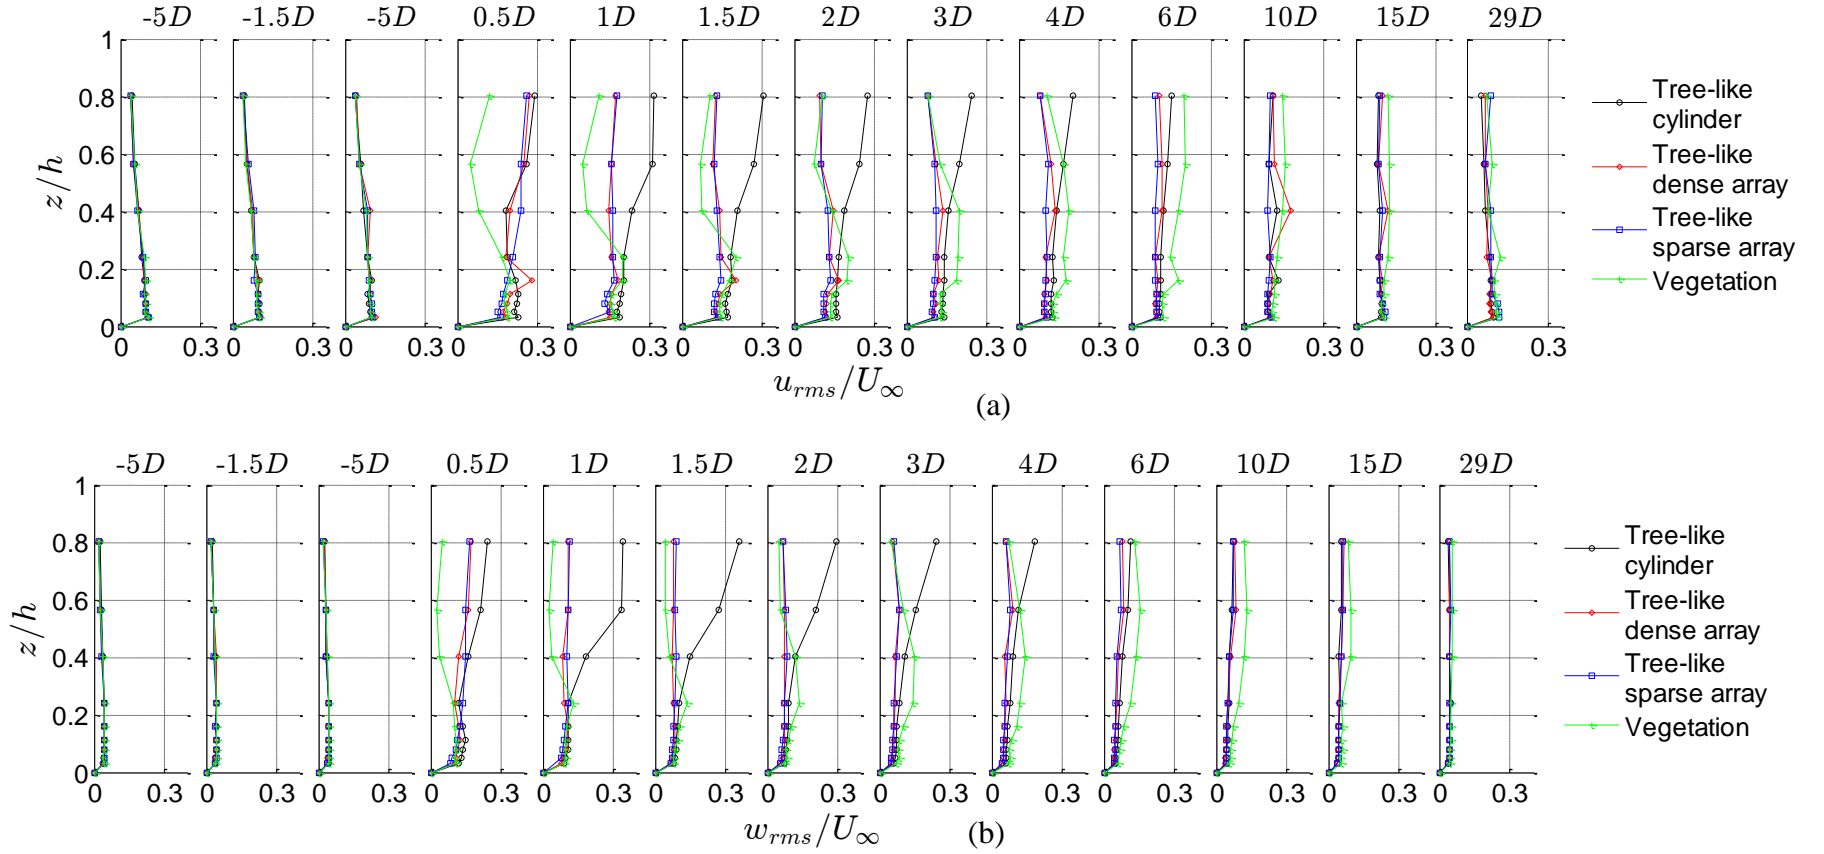 -5D -1.5D -5D 0.5D 1D 1.5D 2D 3D 4D 6D 10D 15D 29D
1
0.8
0.6
0.4
0.2
0
z/h
0 0.3 0 0.3 0 0.3 0 0.3 0 0.3 0 0.3 0 0.3 0 0.3 0 0.3 0 0.3 0 0.3 0 0.3 0 0.3
u_{rms}/U_∞
(a)
Tree-like
cylinder
Tree-like
dense array
Tree-like
sparse array
Vegetation
-5D -1.5D -5D 0.5D 1D 1.5D 2D 3D 4D 6D 10D 15D 29D
1
0.8
0.6
0.4
0.2
0
z/h
0 0.3 0 0.3 0 0.3 0 0.3 0 0.3 0 0.3 0 0.3 0 0.3 0 0.3 0 0.3 0 0.3 0 0.3 0 0.3
w_{rms}/U_∞
(b)
Tree-like
cylinder
Tree-like
dense array
Tree-like
sparse array
Vegetation